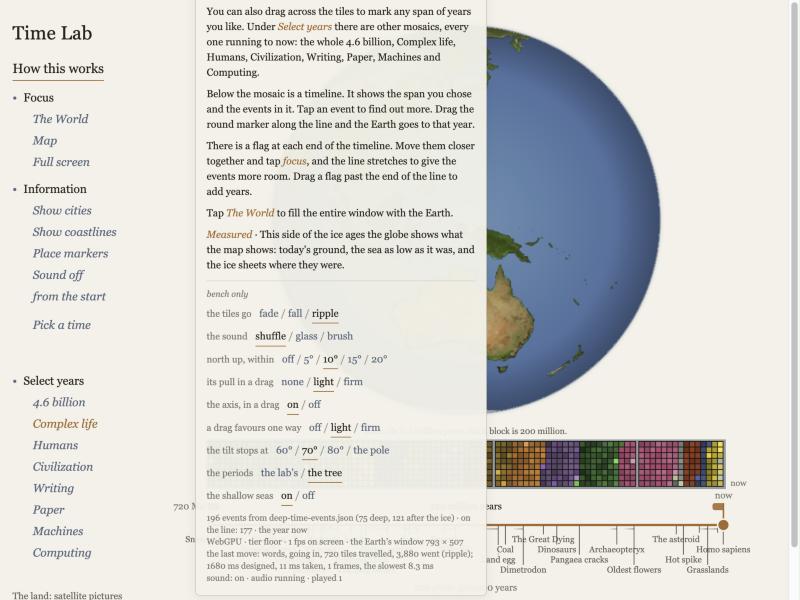 Time Lab
How this works
• Focus
The World
Map
Full screen
• Information
Show cities
Show coastlines
Place markers
Sound off
from the start
Pick a time
• Select years
4.6 billion
Complex life
Humans
Civilization
Writing
Paper
Machines
Computing
The land: satellite pictures
You can also drag across the tiles to mark any span of years
you like. Under Select years there are other mosaics, every
one running to now: the whole 4.6 billion, Complex life,
Humans, Civilization, Writing, Paper, Machines and
Computing.
Below the mosaic is a timeline. It shows the span you chose
and the events in it. Tap an event to find out more. Drag the
round marker along the line and the Earth goes to that year.
There is a flag at each end of the timeline. Move them closer
together and tap focus, and the line stretches to give the
events more room. Drag a flag past the end of the line to
add years.
Tap The World to fill the entire window with the Earth.
Measured · This side of the ice ages the globe shows what
the map shows: today's ground, the sea as low as it was, and
the ice sheets where they were.
bench only
the tiles go fade / fall / ripple
the sound shuffle / glass / brush
north up, within off / 5° / 10° / 15° / 20°
its pull in a drag none / light / firm
the axis, in a drag on / off
a drag favours one way off / light / firm
the tilt stops at 60° / 70° / 80° / the pole
the periods the lab's / the tree
the shallow seas on / off
196 events from deep-time-events.json (75 deep, 121 after the ice) · on
the line: 177 · the year now
WebGPU · tier floor · 1 fps on screen · the Earth's window 793 × 507
the last move: words, going, 720 tiles travelled, 3,880 went (ripple);
1680 ms designed, 11 ms taken, 1 frames, the slowest 8.3 ms
sound: on · audio running · played 1
block is 200 million.
now
now
720 M
ears
The Great Dying
The asteroid
Coal
Dinosaurs
Archaeopteryx
Homo sapiens
and egg
Pangaea cracks
Hot spike
Dimetrodon
Oldest flowers
Grasslands
0 years